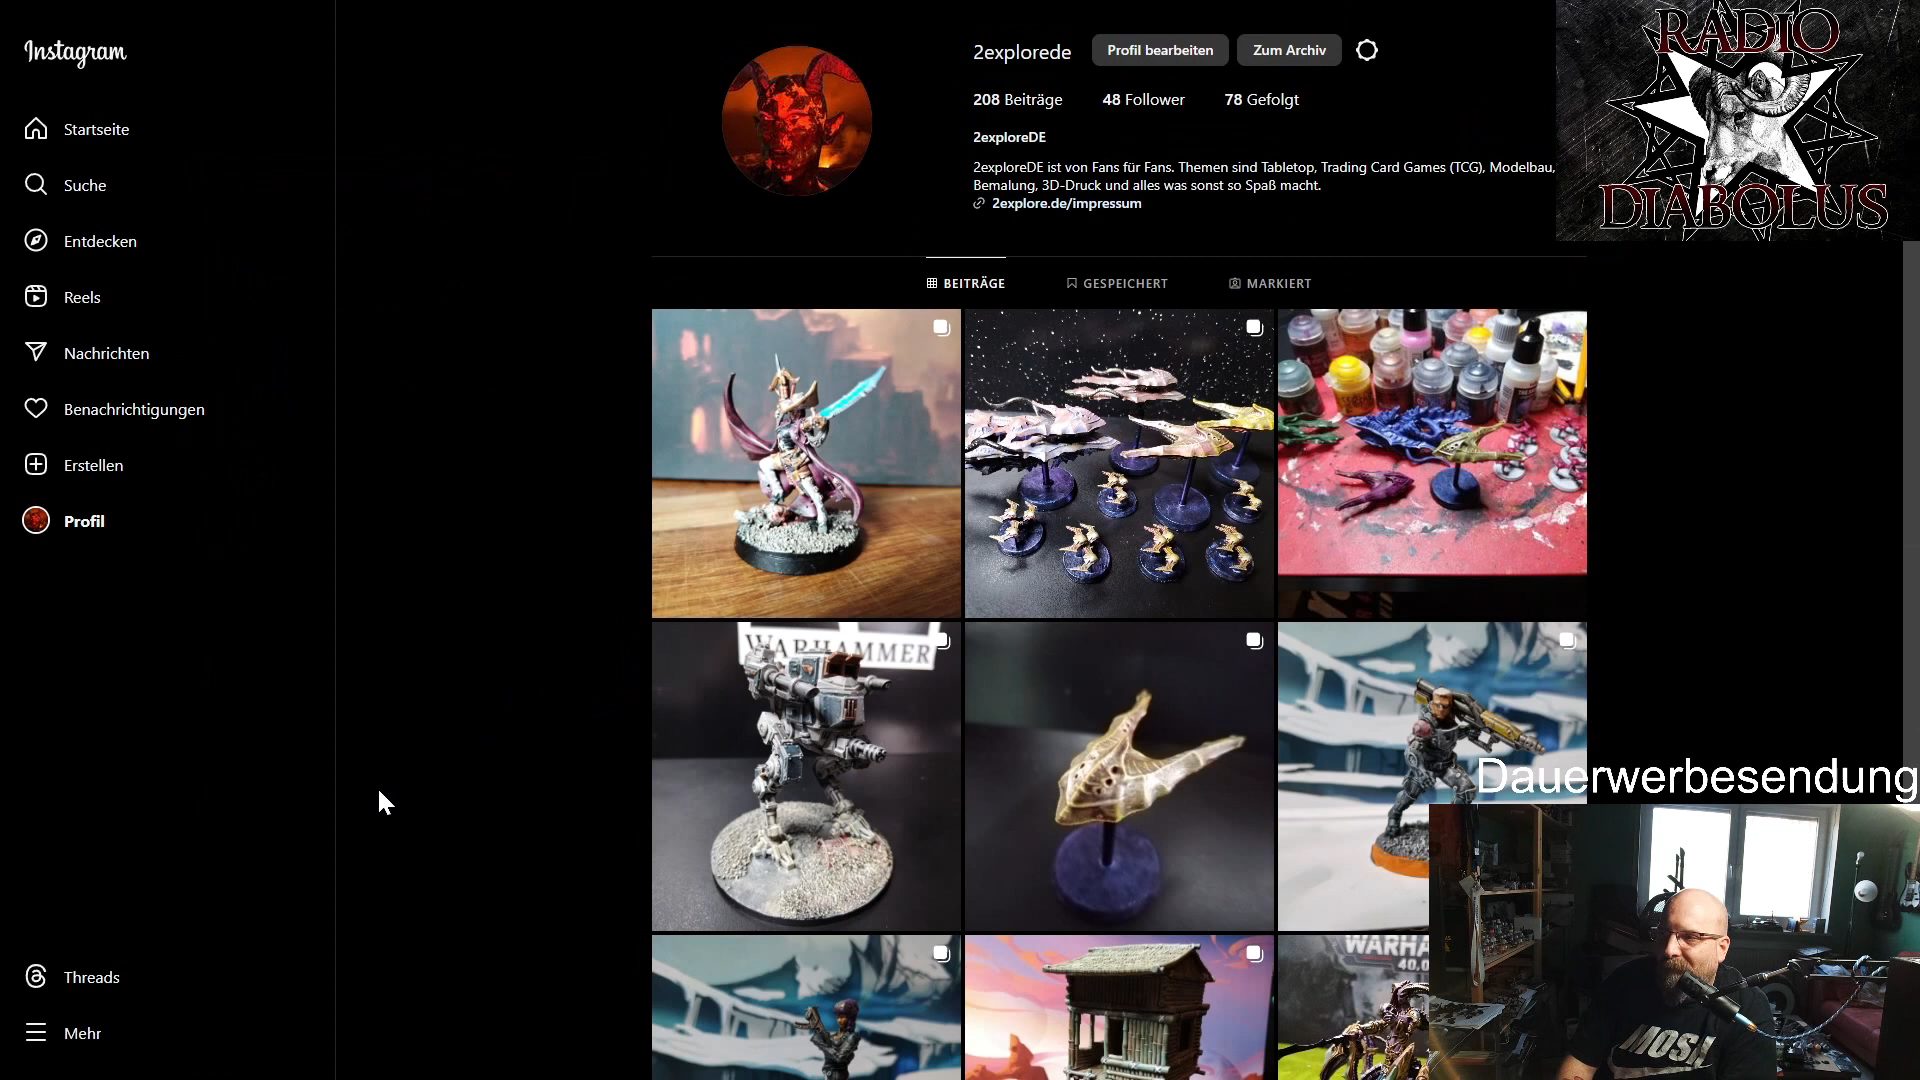 Instagram
Startseite
Suche
Entdecken
Reels
Nachrichten
Benachrichtigungen
Erstellen
Profil
Threads
Mehr
2explorede
Profil bearbeiten
Zum Archiv
208 Beiträge
48 Follower
78 Gefolgt
2exploreDE
2exploreDE ist von Fans für Fans. Themen sind Tabletop, Trading Card Games (TCG), Modelbau,
Bemalung, 3D-Druck und alles was sonst so Spaß macht.
2explore.de/impressum
BEITRÄGE
GESPEICHERT
MARKIERT
WARHAMMER
WARHA
40.0
RADIO
DIABOLUS
Dauerwerbesendung